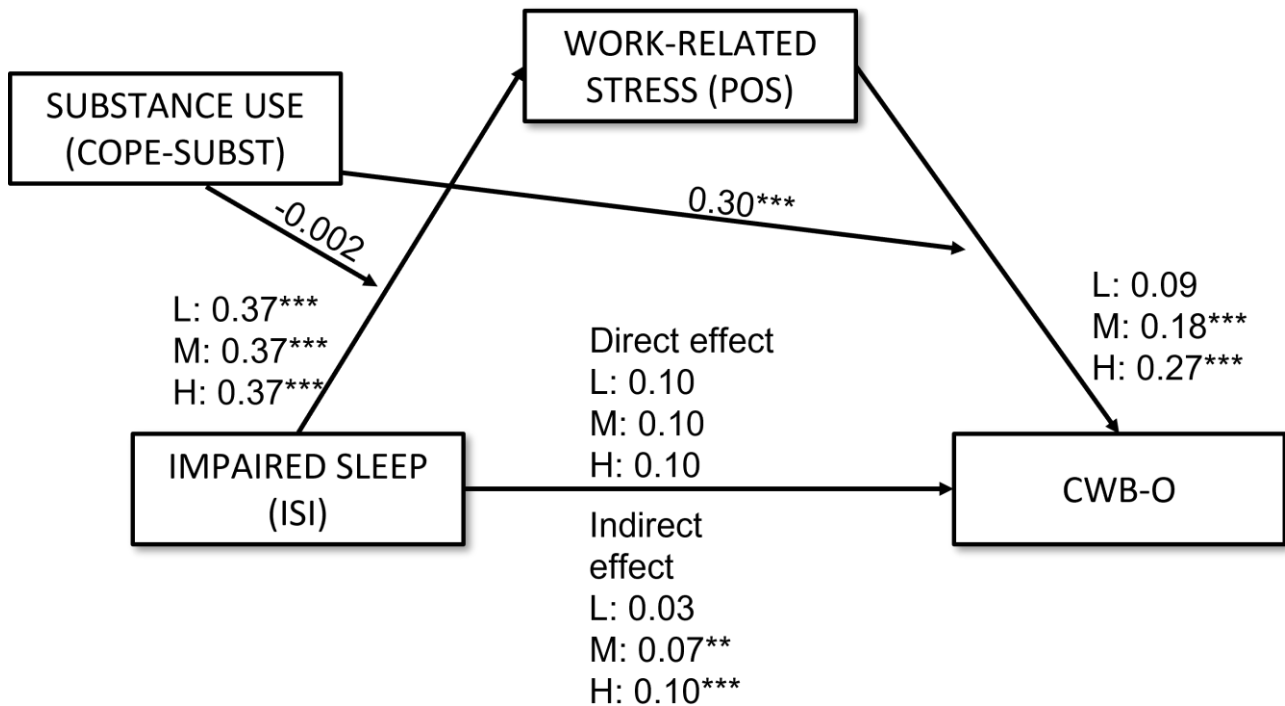 WORK-RELATED
STRESS (POS)
SUBSTANCE USE
(COPE-SUBST)
-0.002
0.30***
L: 0.37***
M: 0.37***
H: 0.37***
L: 0.09
M: 0.18***
H: 0.27***
Direct effect
L: 0.10
M: 0.10
H: 0.10
IMPAIRED SLEEP
(ISI)
CWB-O
Indirect
effect
L: 0.03
M: 0.07**
H: 0.10***